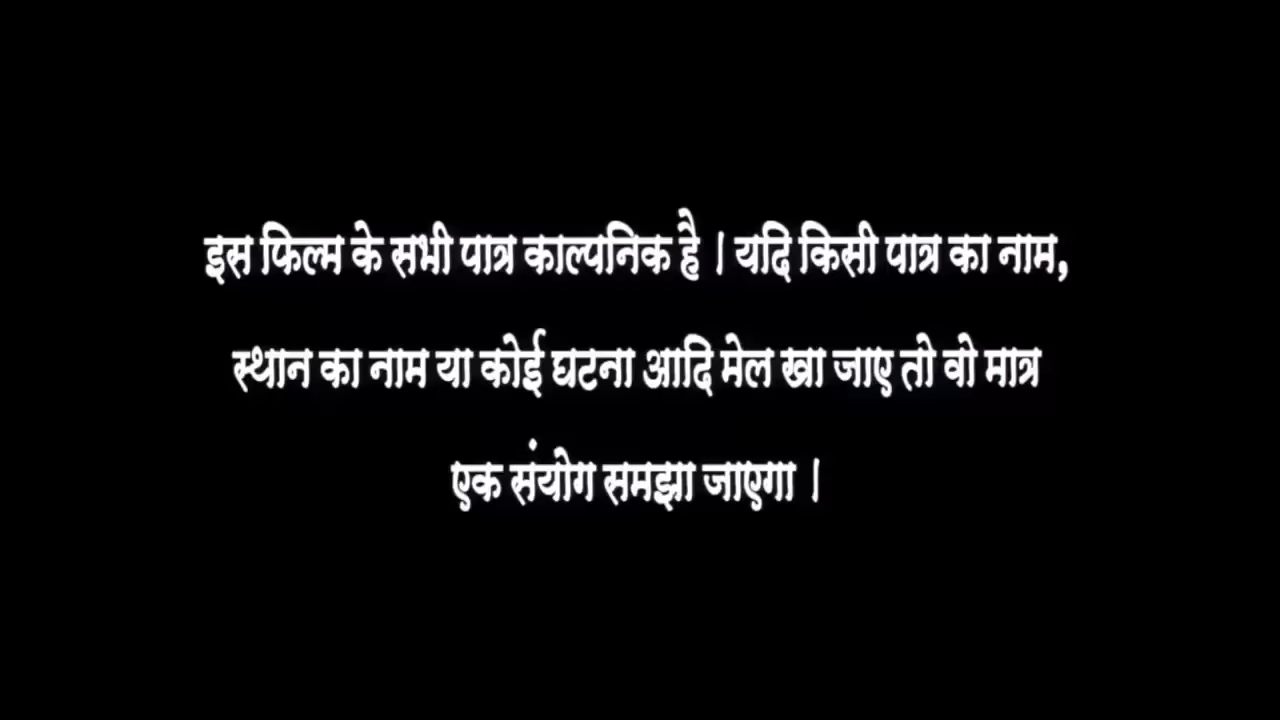 इस फिल्म के सभी पात्र काल्पनिक है । यदि किसी पात्र का नाम,
स्थान का नाम या कोई घटना आदि मेल खा जाए तो वो मात्र
एक संयोग समझा जाएगा ।